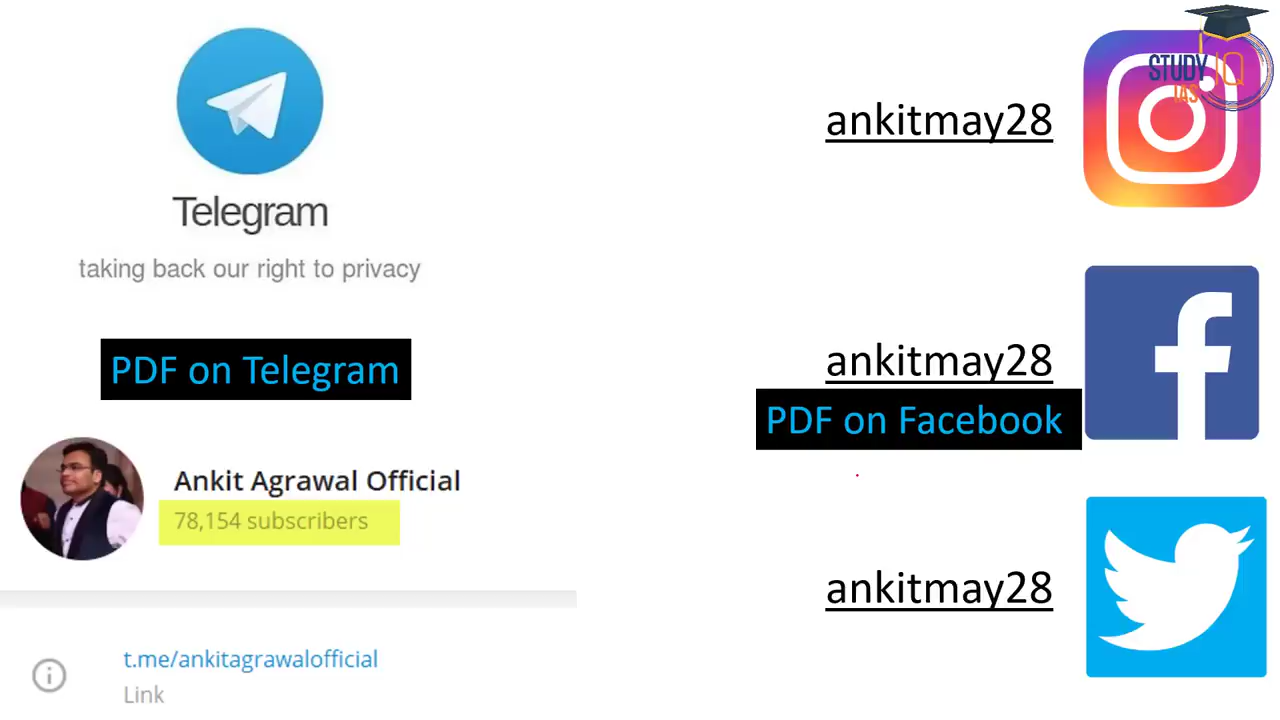 Telegram
taking back our right to privacy
PDF on Telegram
Ankit Agrawal Official
78,154 subscribers
t.me/ankitagrawalofficial
Link
STUDY IQ
IAS
ankitmay28
ankitmay28
PDF on Facebook
ankitmay28